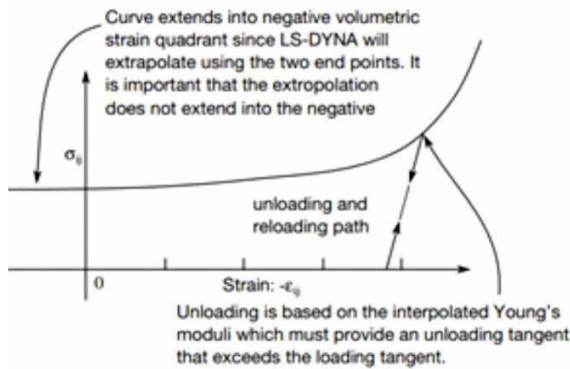 Curve extends into negative volumetric
strain quadrant since LS-DYNA will
extrapolate using the two end points. It
is important that the extropolation
does not extend into the negative
σij
unloading and
reloading path
0
Strain: -εij
Unloading is based on the interpolated Young's
moduli which must provide an unloading tangent
that exceeds the loading tangent.